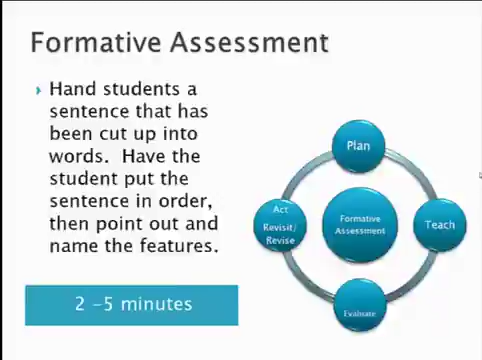 Formative Assessment
Hand students a
sentence that has
been cut up into
words.  Have the
student put the
sentence in order,
then point out and
name the features.
2 -5 minutes
Plan
Teach
Evaluate
Act
Revisit/
Revise
Formative
Assessment